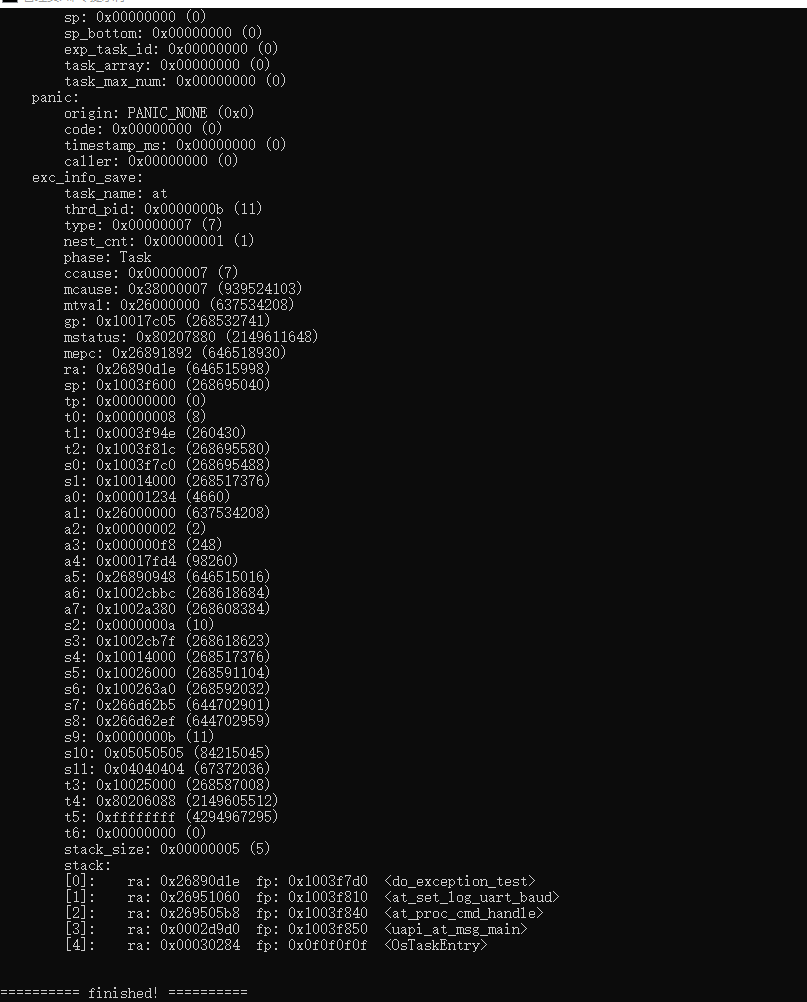 sp: 0x00000000 (0)
sp_bottom: 0x00000000 (0)
exp_task_id: 0x00000000 (0)
task_array: 0x00000000 (0)
task_max_num: 0x00000000 (0)
panic:
origin: PANIC_NONE (0x0)
code: 0x00000000 (0)
timestamp_ms: 0x00000000 (0)
caller: 0x00000000 (0)
exc_info_save:
task_name: at
thrd_pid: 0x0000000b (11)
type: 0x00000007 (7)
nest_cnt: 0x00000001 (1)
phase: Task
ccause: 0x00000007 (7)
mcause: 0x38000007 (939524103)
mtval: 0x26000000 (637534208)
gp: 0x10017c05 (268532741)
mstatus: 0x80207880 (2149611648)
mepc: 0x26891892 (646518930)
ra: 0x26890d1e (646515998)
sp: 0x1003f600 (268695040)
tp: 0x00000000 (0)
t0: 0x00000008 (8)
t1: 0x0003f94e (260430)
t2: 0x1003f81c (268695580)
s0: 0x1003f7c0 (268695488)
s1: 0x10014000 (268517376)
a0: 0x00001234 (4660)
a1: 0x26000000 (637534208)
a2: 0x00000002 (2)
a3: 0x000000f8 (248)
a4: 0x00017fd4 (98260)
a5: 0x26890948 (646515016)
a6: 0x1002cbbc (268618684)
a7: 0x1002a380 (268608384)
s2: 0x0000000a (10)
s3: 0x1002cb7f (268618623)
s4: 0x10014000 (268517376)
s5: 0x10026000 (268591104)
s6: 0x100263a0 (268592032)
s7: 0x266d62b5 (644702901)
s8: 0x266d62ef (644702959)
s9: 0x0000000b (11)
s10: 0x05050505 (84215045)
s11: 0x04040404 (67372036)
t3: 0x10025000 (268587008)
t4: 0x80206088 (2149605512)
t5: 0xffffffff (4294967295)
t6: 0x00000000 (0)
stack_size: 0x00000005 (5)
stack:
[0]: ra: 0x26890d1e fp: 0x1003f7d0 <do_exception_test>
[1]: ra: 0x26951060 fp: 0x1003f810 <at_set_log_uart_baud>
[2]: ra: 0x269505b8 fp: 0x1003f840 <at_proc_cmd_handle>
[3]: ra: 0x0002d9d0 fp: 0x1003f850 <uapi_at_msg_main>
[4]: ra: 0x00030284 fp: 0x0f0f0f0f <OsTaskEntry>
========== finished! ==========